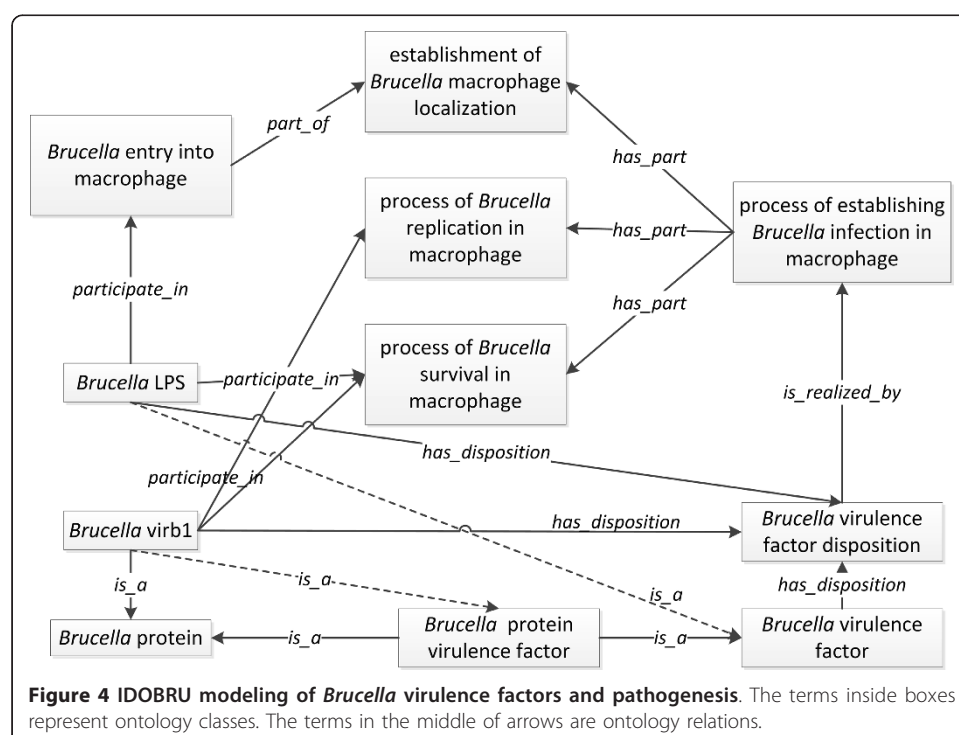 establishment of
Brucella macrophage
localization
part_of
Brucella entry into
macrophage
has_part
process of Brucella
replication in
macrophage
has_part
process of establishing
Brucella infection in
macrophage
participate_in
has_part
process of Brucella
survival in
macrophage
Brucella LPS
participate_in
is_realized_by
has_disposition
participate_in
Brucella virb1
has_disposition
Brucella virulence
factor disposition
is_a
is_a
has_disposition
is_a
Brucella protein
is_a
Brucella protein
virulence factor
is_a
Brucella virulence
factor
Figure 4 IDOBRU modeling of Brucella virulence factors and pathogenesis. The terms inside boxes
represent ontology classes. The terms in the middle of arrows are ontology relations.